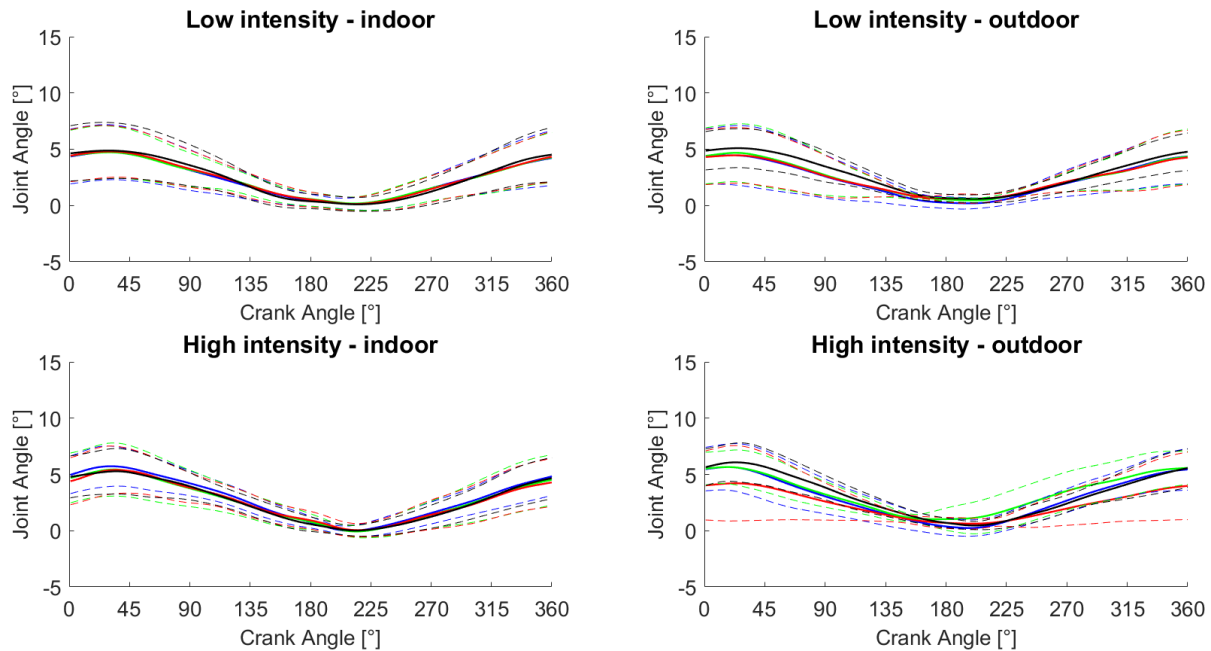 Low intensity - indoor
15
10
5
0
-5
Joint Angle [°]
0 45 90 135 180 225 270 315 360
Crank Angle [°]
Low intensity - outdoor
15
10
5
0
-5
Joint Angle [°]
0 45 90 135 180 225 270 315 360
Crank Angle [°]
High intensity - indoor
15
10
5
0
-5
Joint Angle [°]
0 45 90 135 180 225 270 315 360
Crank Angle [°]
High intensity - outdoor
15
10
5
0
-5
Joint Angle [°]
0 45 90 135 180 225 270 315 360
Crank Angle [°]